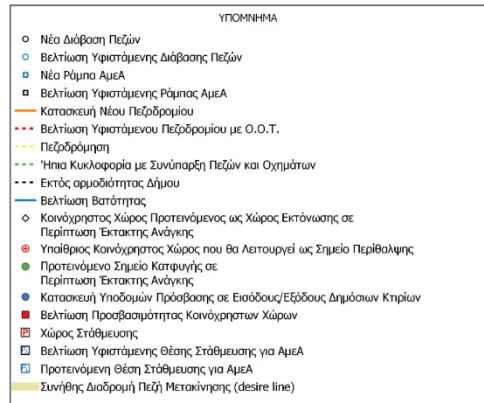 ΥΠΟΜΝΗΜΑ
Νέα Διάβαση Πεζών
Βελτίωση Υφιστάμενης Διάβασης Πεζών
Νέα Ράμπα ΑμεΑ
Βελτίωση Υφιστάμενης Ράμπας ΑμεΑ
Κατασκευή Νέου Πεζοδρομίου
Βελτίωση Υφιστάμενου Πεζοδρομίου με Ο.Ο.Τ.
Πεζοδρόμηση
Ήπια Κυκλοφορία με Συνύπαρξη Πεζών και Οχημάτων
Εκτός αρμοδιότητας Δήμου
Βελτίωση Βατότητας
Κοινόχρηστος Χώρος Προτεινόμενος ως Χώρος Εκτόνωσης σε
Περίπτωση Έκτακτης Ανάγκης
Υπαίθριος Κοινόχρηστος Χώρος που θα Λειτουργεί ως Σημείο Περίθαλψης
Προτεινόμενο Σημείο Κατφυγής σε
Περίπτωση Έκτακτης Ανάγκης
Κατασκευή Υποδομών Πρόσβασης σε Εισόδους/Εξόδους Δημόσιων Κτιρίων
Βελτίωση Προσβασιμότητας Κοινόχρηστων Χώρων
P Χώρος Στάθμευσης
Βελτίωση Υφιστάμενης Θέσης Στάθμευσης για ΑμεΑ
Προτεινόμενη Θέση Στάθμευσης για ΑμεΑ
Συνήθης Διαδρομή Πεζή Μετακίνησης (desire line)